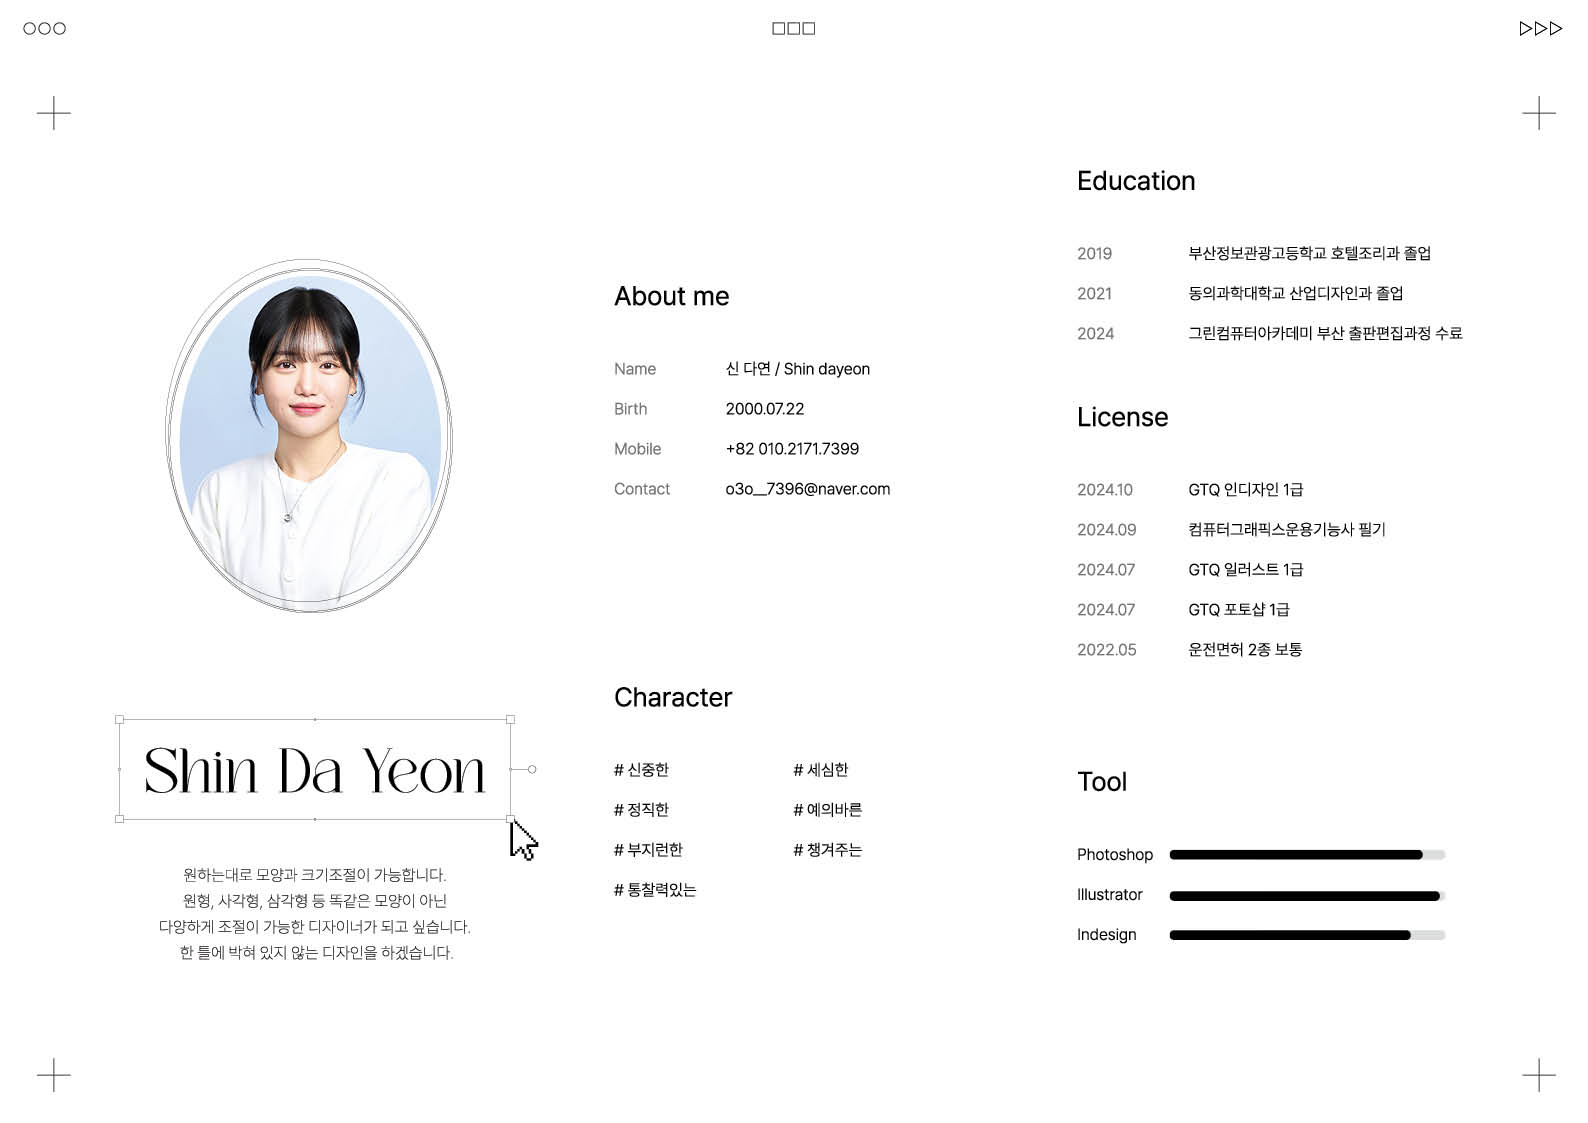 Shin Da Yeon
원하는대로 모양과 크기조절이 가능합니다.
원형, 사각형, 삼각형 등 똑같은 모양이 아닌
다양하게 조절이 가능한 디자이너가 되고 싶습니다.
한 틀에 박혀 있지 않는 디자인을 하겠습니다.
About me
Name 신 다연 / Shin dayeon
Birth 2000.07.22
Mobile +82 010.2171.7399
Contact o3o__7396@naver.com
Character
# 신중한 # 세심한
# 정직한 # 예의바른
# 부지런한 # 챙겨주는
# 통찰력있는
Education
2019 부산정보관광고등학교 호텔조리과 졸업
2021 동의과학대학교 산업디자인과 졸업
2024 그린컴퓨터아카데미 부산 출판편집과정 수료
License
2024.10 GTQ 인디자인 1급
2024.09 컴퓨터그래픽스운용기능사 필기
2024.07 GTQ 일러스트 1급
2024.07 GTQ 포토샵 1급
2022.05 운전면허 2종 보통
Tool
Photoshop
Illustrator
Indesign